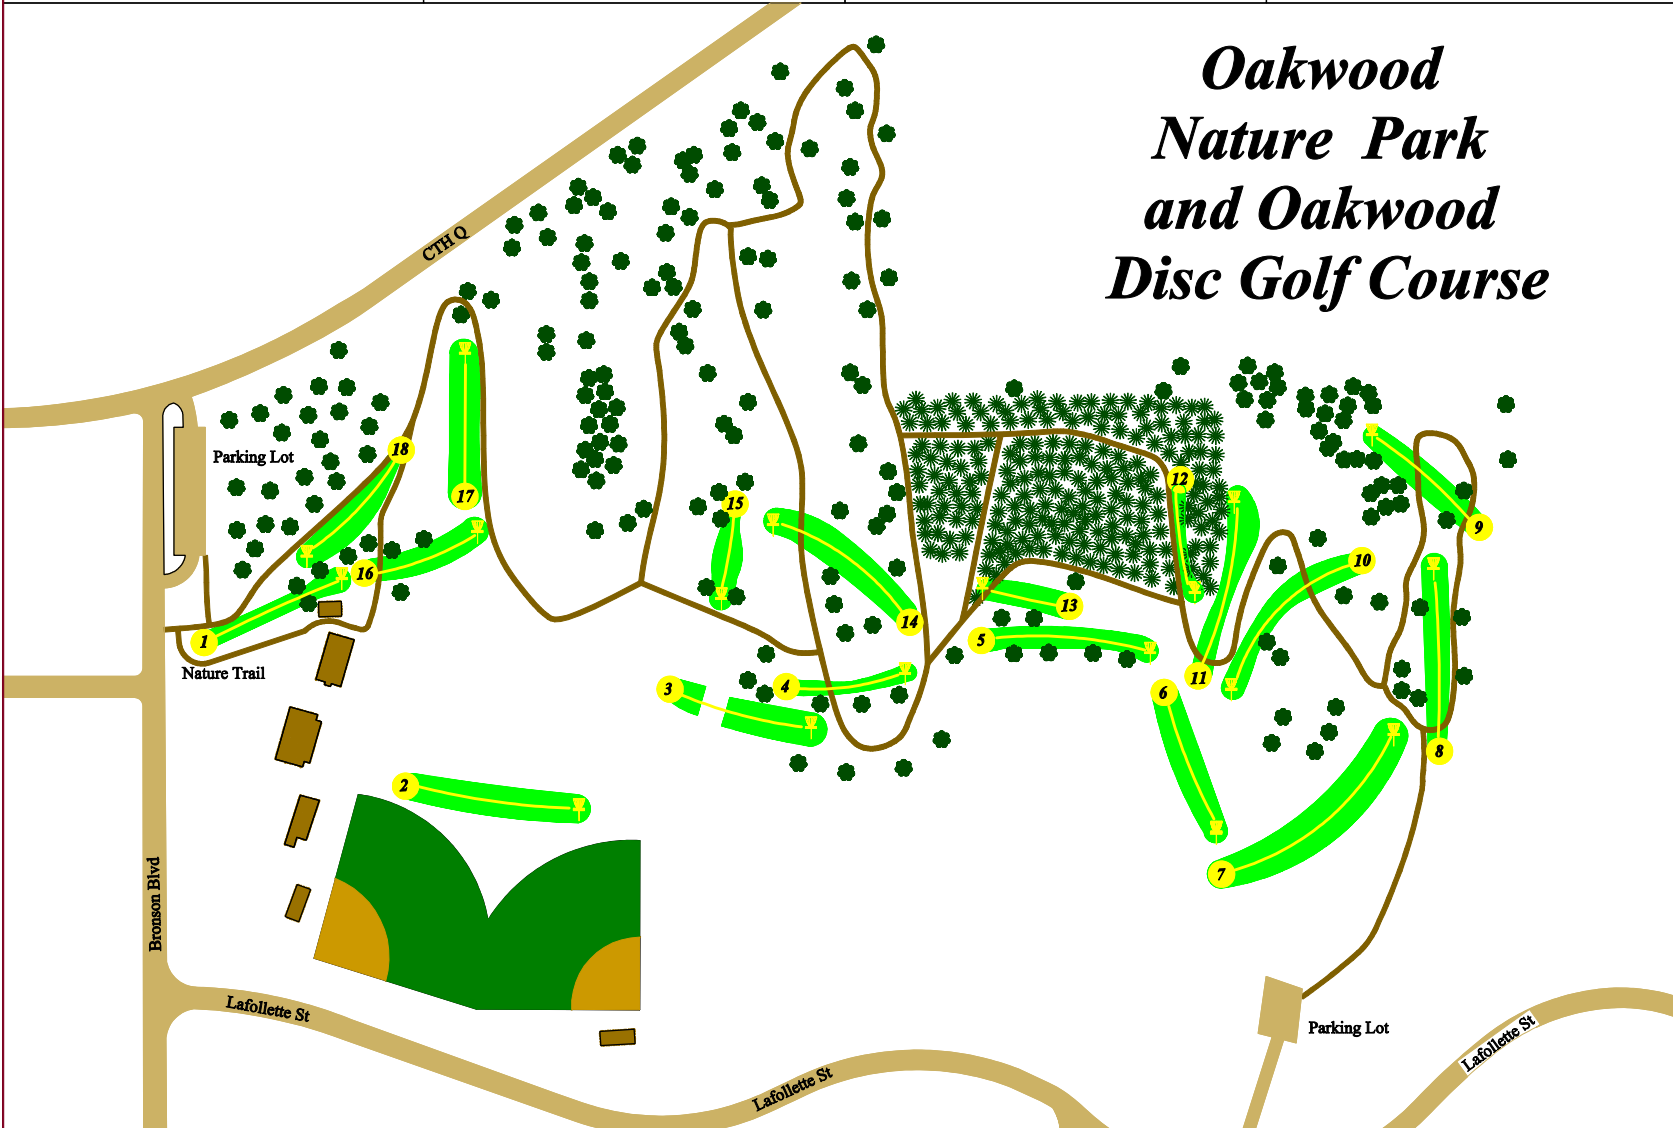 Oakwood
Nature Park
and Oakwood
Disc Golf Course
CTH Q
Parking Lot
18
17
15
12
9
16
10
13
14
1
5
Nature Trail
3
4
11
6
8
2
7
Bronson Blvd
Lafollette St
Parking Lot
Lafollette St
Lafollette St